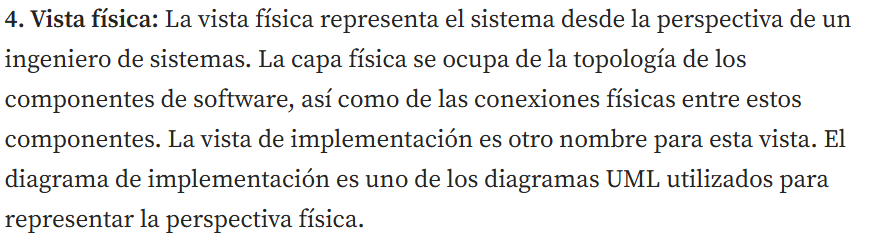 4. Vista física: La vista física representa el sistema desde la perspectiva de un
ingeniero de sistemas. La capa física se ocupa de la topología de los
componentes de software, así como de las conexiones físicas entre estos
componentes. La vista de implementación es otro nombre para esta vista. El
diagrama de implementación es uno de los diagramas UML utilizados para
representar la perspectiva física.